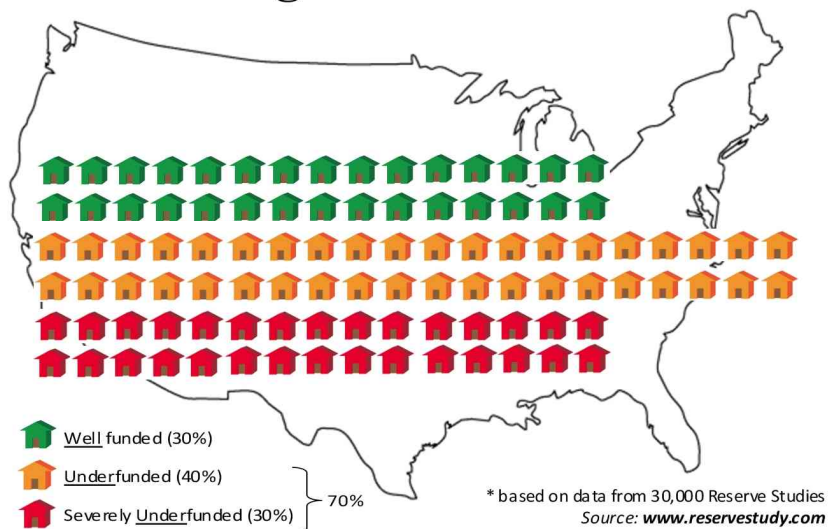 Well funded (30%)
Underfunded (40%)
70%
Severely Underfunded (30%)
* based on data from 30,000 Reserve Studies
Source: www.reservestudy.com